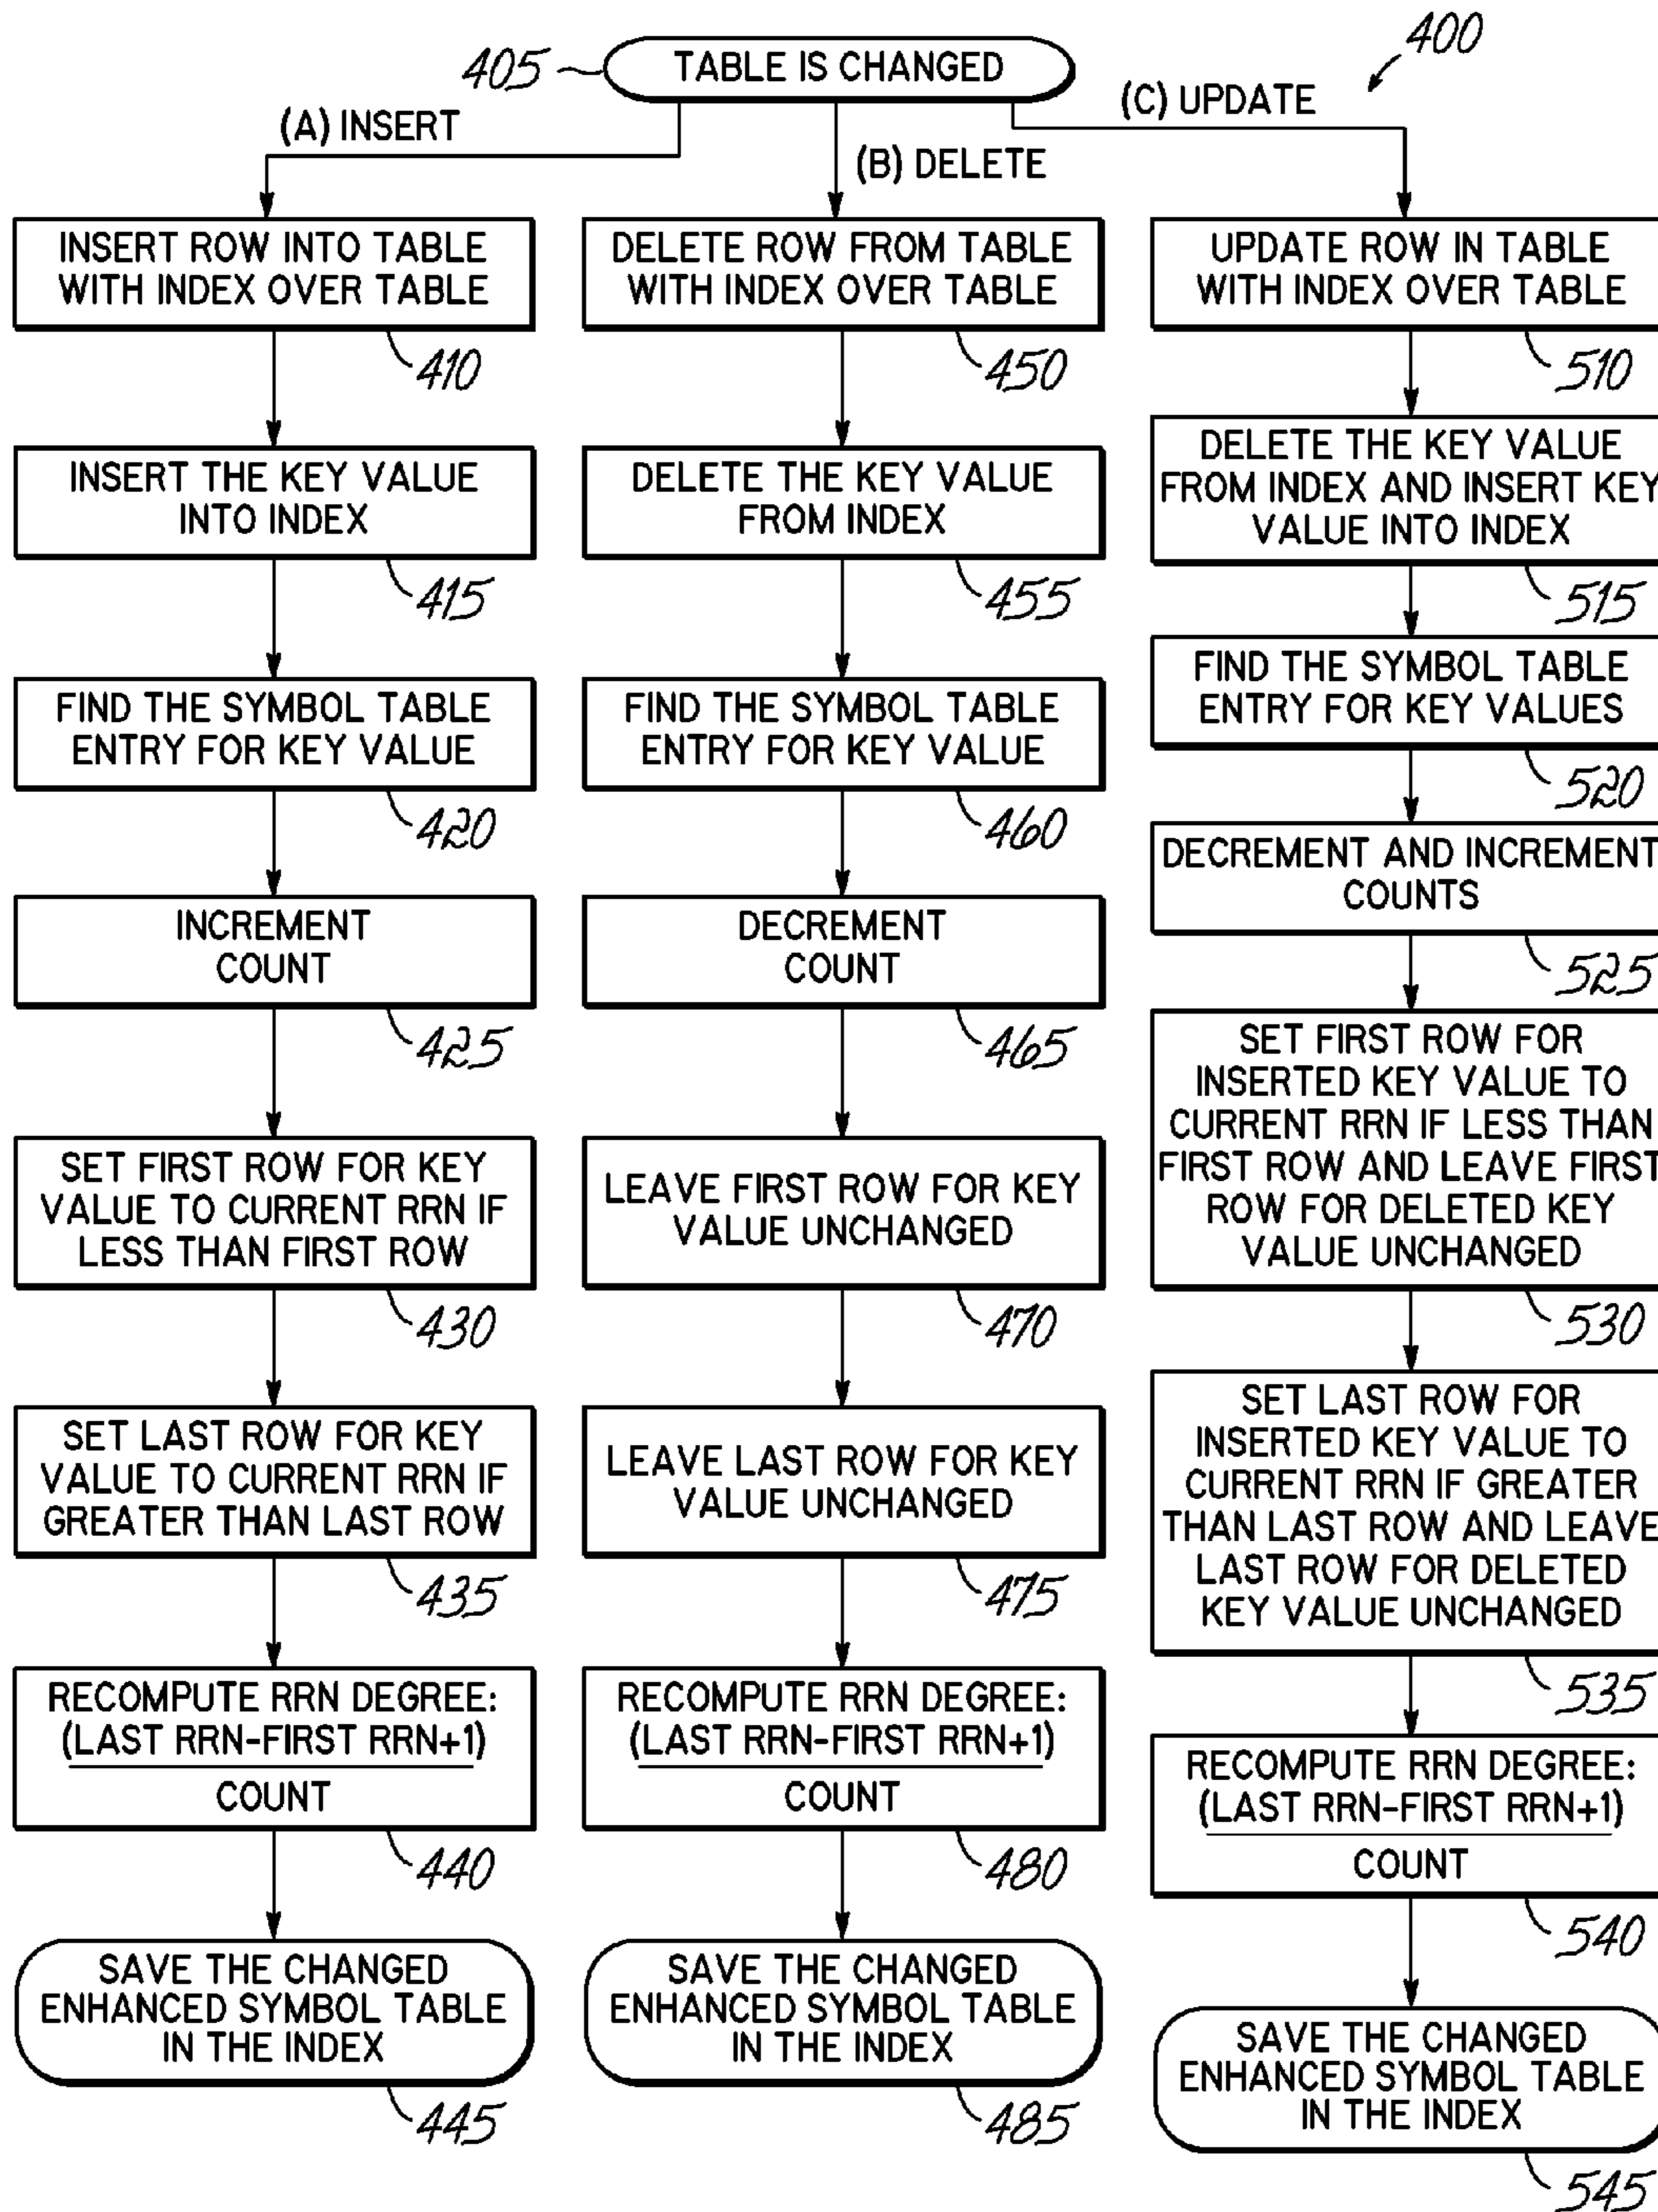 400
405
TABLE IS CHANGED
(A) INSERT
(B) DELETE
(C) UPDATE
INSERT ROW INTO TABLE
WITH INDEX OVER TABLE
410
INSERT THE KEY VALUE
INTO INDEX
415
FIND THE SYMBOL TABLE
ENTRY FOR KEY VALUE
420
INCREMENT
COUNT
425
SET FIRST ROW FOR KEY
VALUE TO CURRENT RRN IF
LESS THAN FIRST ROW
430
SET LAST ROW FOR KEY
VALUE TO CURRENT RRN IF
GREATER THAN LAST ROW
435
RECOMPUTE RRN DEGREE:
(LAST RRN-FIRST RRN+1)
COUNT
440
SAVE THE CHANGED
ENHANCED SYMBOL TABLE
IN THE INDEX
445
DELETE ROW FROM TABLE
WITH INDEX OVER TABLE
450
DELETE THE KEY VALUE
FROM INDEX
455
FIND THE SYMBOL TABLE
ENTRY FOR KEY VALUE
460
DECREMENT
COUNT
465
LEAVE FIRST ROW FOR KEY
VALUE UNCHANGED
470
LEAVE LAST ROW FOR KEY
VALUE UNCHANGED
475
RECOMPUTE RRN DEGREE:
(LAST RRN-FIRST RRN+1)
COUNT
480
SAVE THE CHANGED
ENHANCED SYMBOL TABLE
IN THE INDEX
485
UPDATE ROW IN TABLE
WITH INDEX OVER TABLE
510
DELETE THE KEY VALUE
FROM INDEX AND INSERT KEY
VALUE INTO INDEX
515
FIND THE SYMBOL TABLE
ENTRY FOR KEY VALUES
520
DECREMENT AND INCREMENT
COUNTS
525
SET FIRST ROW FOR
INSERTED KEY VALUE TO
CURRENT RRN IF LESS THAN
FIRST ROW AND LEAVE FIRST
ROW FOR DELETED KEY
VALUE UNCHANGED
530
SET LAST ROW FOR
INSERTED KEY VALUE TO
CURRENT RRN IF GREATER
THAN LAST ROW AND LEAVE
LAST ROW FOR DELETED
KEY VALUE UNCHANGED
535
RECOMPUTE RRN DEGREE:
(LAST RRN-FIRST RRN+1)
COUNT
540
SAVE THE CHANGED
ENHANCED SYMBOL TABLE
IN THE INDEX
545